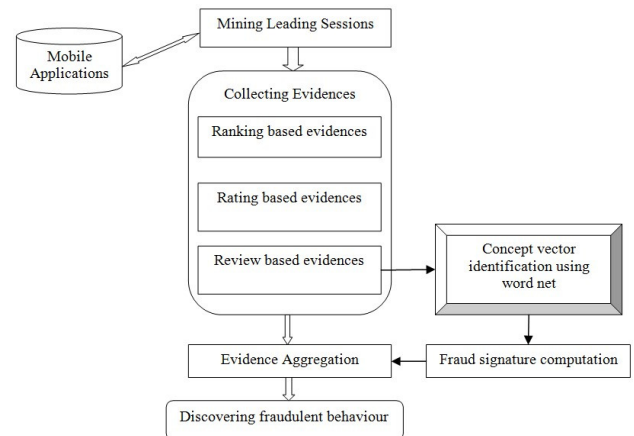 Mining Leading Sessions
Mobile
Applications
Collecting Evidences
Ranking based evidences
Rating based evidences
Review based evidences
Concept vector
identification using
word net
Evidence Aggregation
Fraud signature computation
Discovering fraudulent behaviour